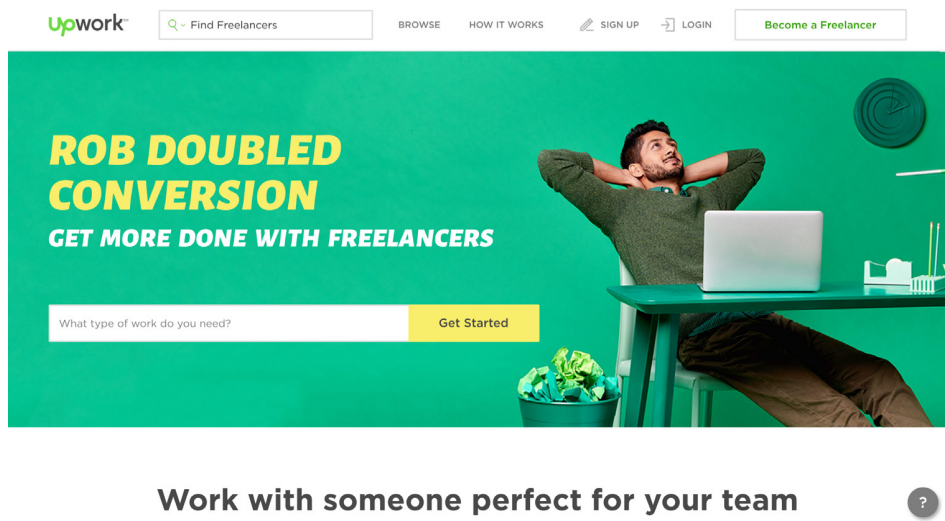 Upwork
Find Freelancers
BROWSE
HOW IT WORKS
SIGN UP
LOGIN
Become a Freelancer
ROB DOUBLED
CONVERSION
GET MORE DONE WITH FREELANCERS
What type of work do you need?
Get Started
Work with someone perfect for your team
?